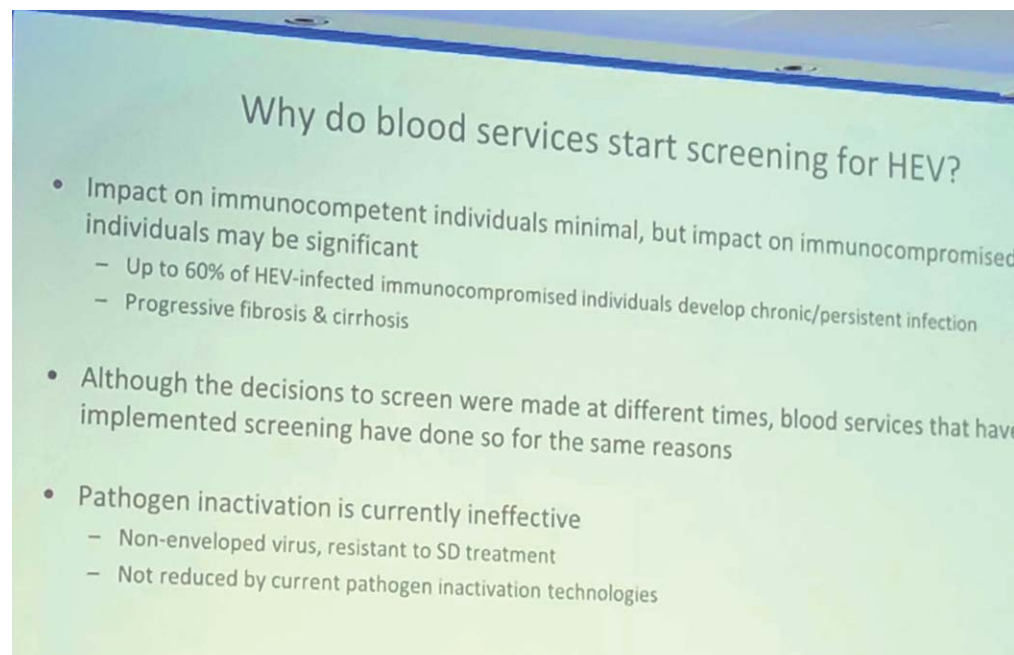 Why do blood services start screening for HEV?
• Impact on immunocompetent individuals minimal, but impact on immunocompromised
individuals may be significant
– Up to 60% of HEV-infected immunocompromised individuals develop chronic/persistent infection
– Progressive fibrosis & cirrhosis
• Although the decisions to screen were made at different times, blood services that have
implemented screening have done so for the same reasons
• Pathogen inactivation is currently ineffective
– Non-enveloped virus, resistant to SD treatment
– Not reduced by current pathogen inactivation technologies